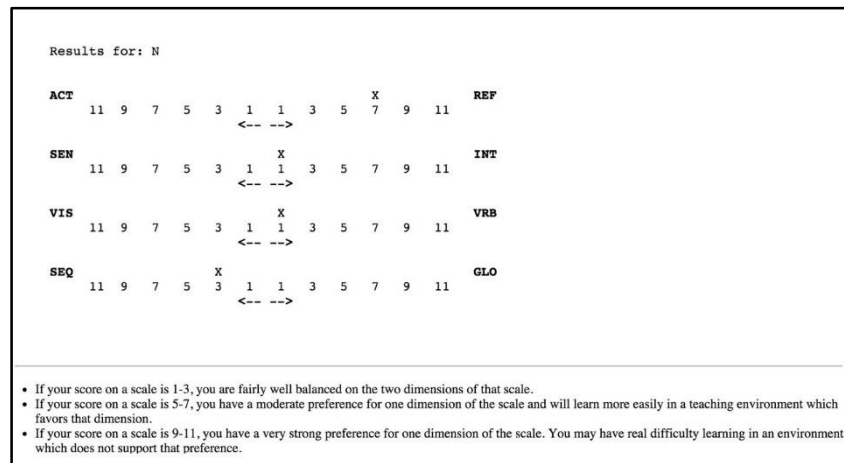 Results for: N
X
ACT REF
11 9 7 5 3 1 1 3 5 7 9 11
<-- -->
X
SEN INT
11 9 7 5 3 1 1 3 5 7 9 11
<-- -->
X
VIS VRB
11 9 7 5 3 1 1 3 5 7 9 11
<-- -->
X
SEQ GLO
11 9 7 5 3 1 1 3 5 7 9 11
<-- -->
• If your score on a scale is 1-3, you are fairly well balanced on the two dimensions of that scale.
• If your score on a scale is 5-7, you have a moderate preference for one dimension of the scale and will learn more easily in a teaching environment which
favors that dimension.
• If your score on a scale is 9-11, you have a very strong preference for one dimension of the scale. You may have real difficulty learning in an environment
which does not support that preference.